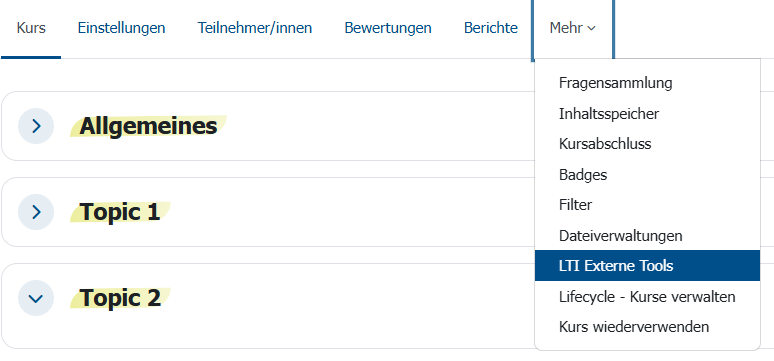 Kurs Einstellungen Teilnehmer/innen Bewertungen Berichte Mehr
Fragensammlung
Inhaltsspeicher
Kursabschluss
Badges
Filter
Dateiverwaltungen
LTI Externe Tools
Lifecycle - Kurse verwalten
Kurs wiederverwenden
Allgemeines
Topic 1
Topic 2